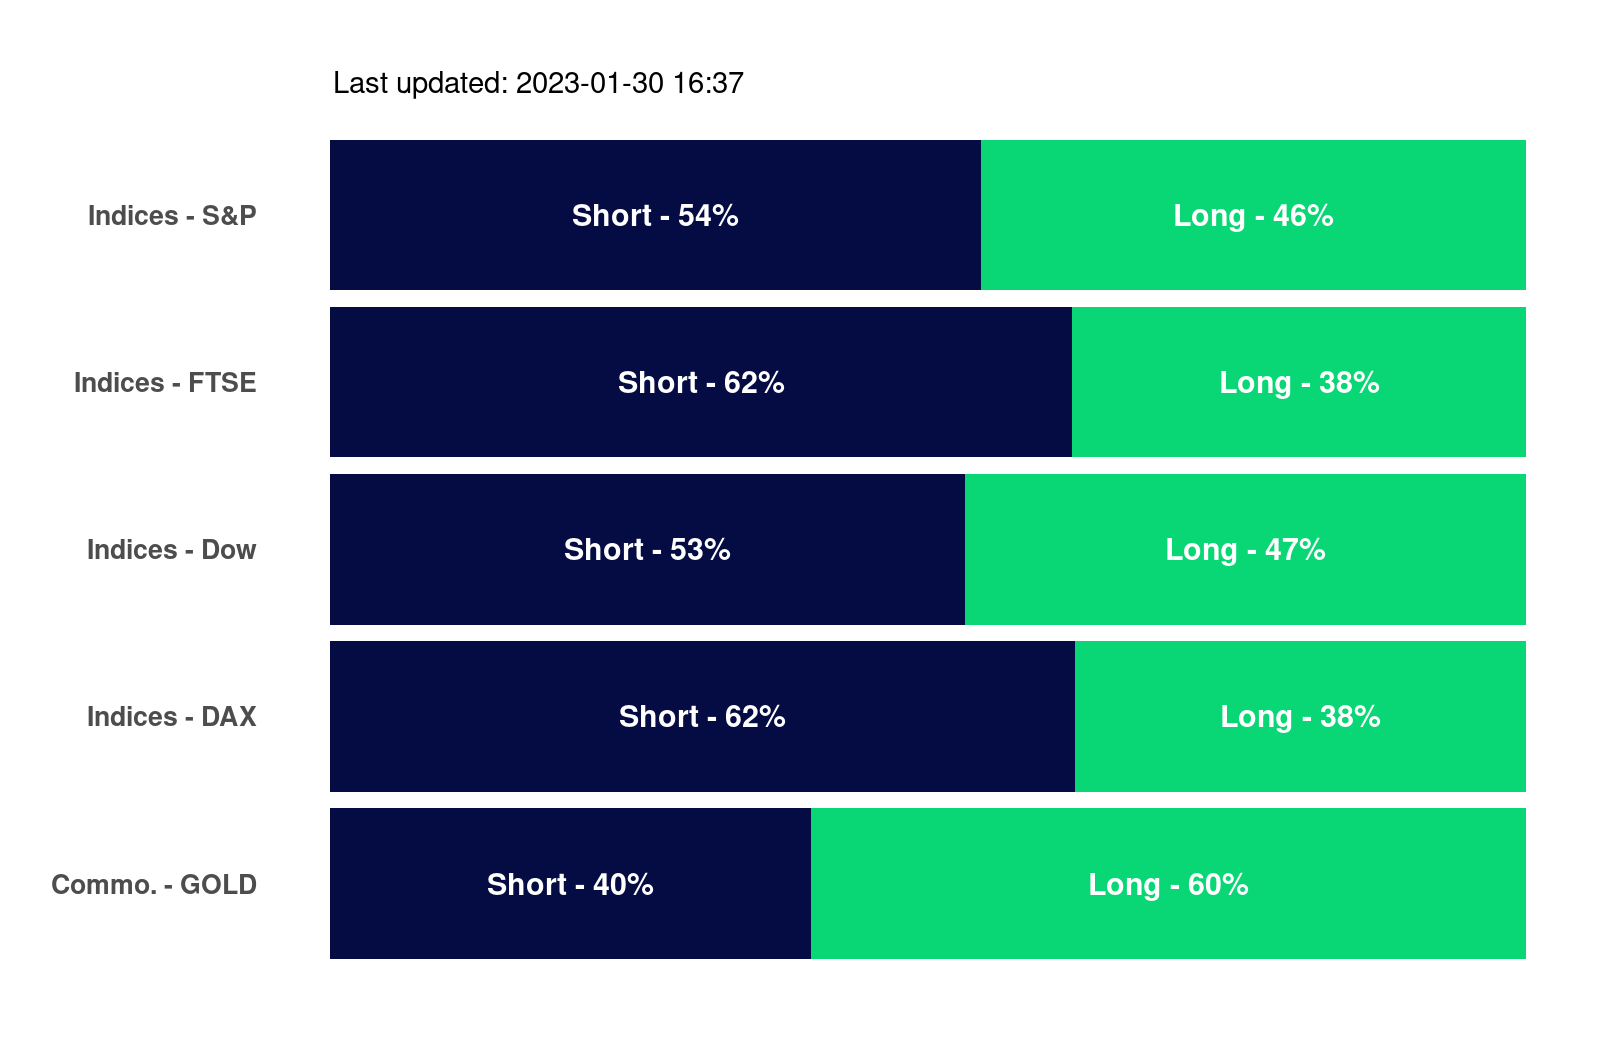 Last updated: 2023-01-30 16:37
Indices - S&P Short - 54% Long - 46%
Indices - FTSE Short - 62% Long - 38%
Indices - Dow Short - 53% Long - 47%
Indices - DAX Short - 62% Long - 38%
Commo. - GOLD Short - 40% Long - 60%